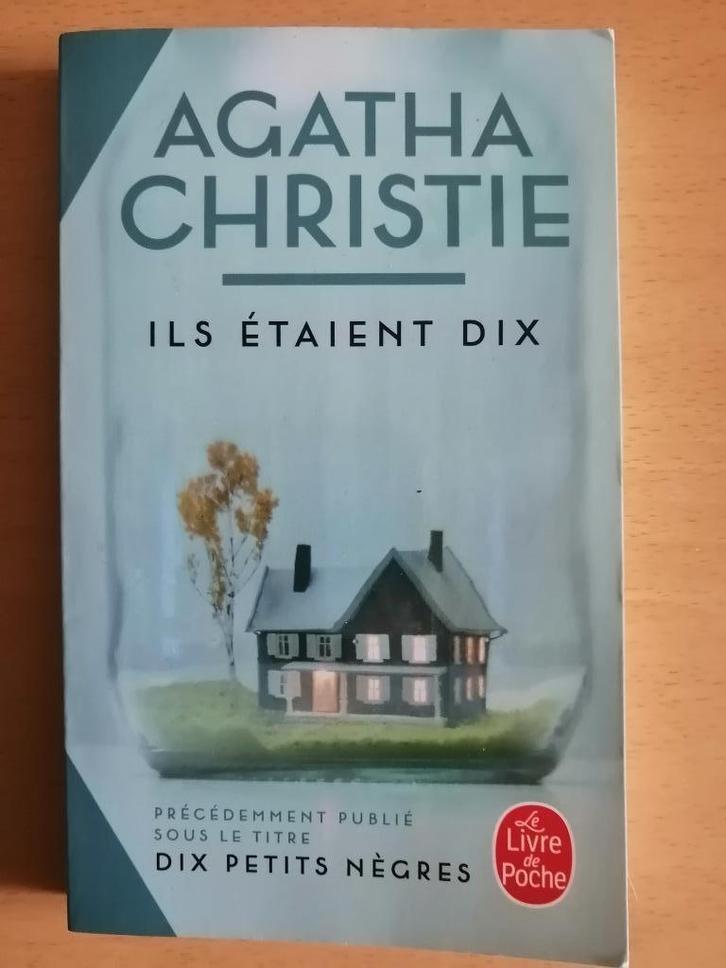 AGATHA
CHRISTIE
ILS ÉTAIENT DIX
PRÉCÉDEMMENT PUBLIÉ
SOUS LE TITRE
DIX PETITS NÈGRES
Le
Livre
de
Poche